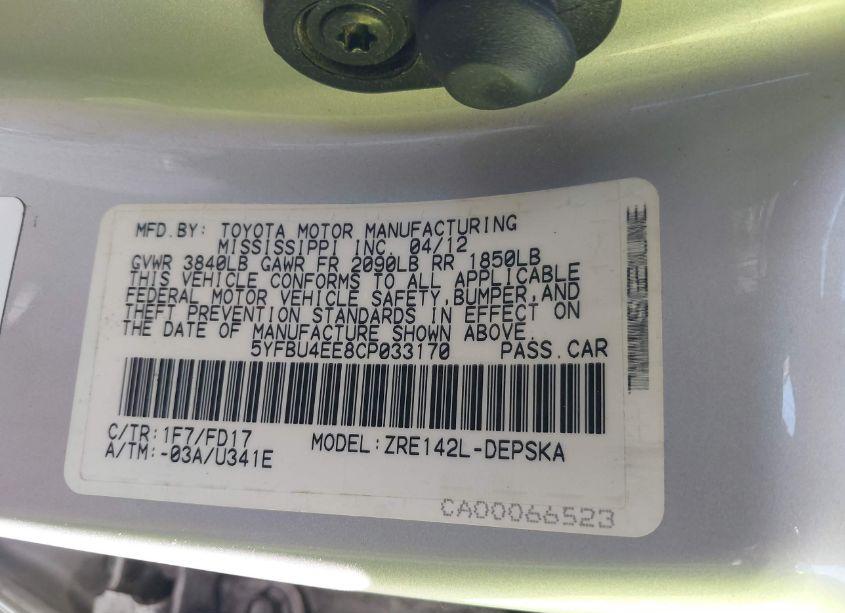 MFD.BY: TOYOTA MOTOR MANUFACTURING
MISSISSIPPI INC. 04/12
GVWR 3840LB GAWR FR 2090LB RR 1850LB
THIS VEHICLE CONFORMS TO ALL APPLICABLE
FEDERAL MOTOR VEHICLE SAFETY,BUMPER,AND
THEFT PREVENTION STANDARDS IN EFFECT ON
THE DATE OF MANUFACTURE SHOWN ABOVE.
5YFBU4EE8CP033170 PASS.CAR
C/TR:1F7/FD17 MODEL:ZRE142L-DEPSKA
A/TM:-03A/U341E
CA00066523